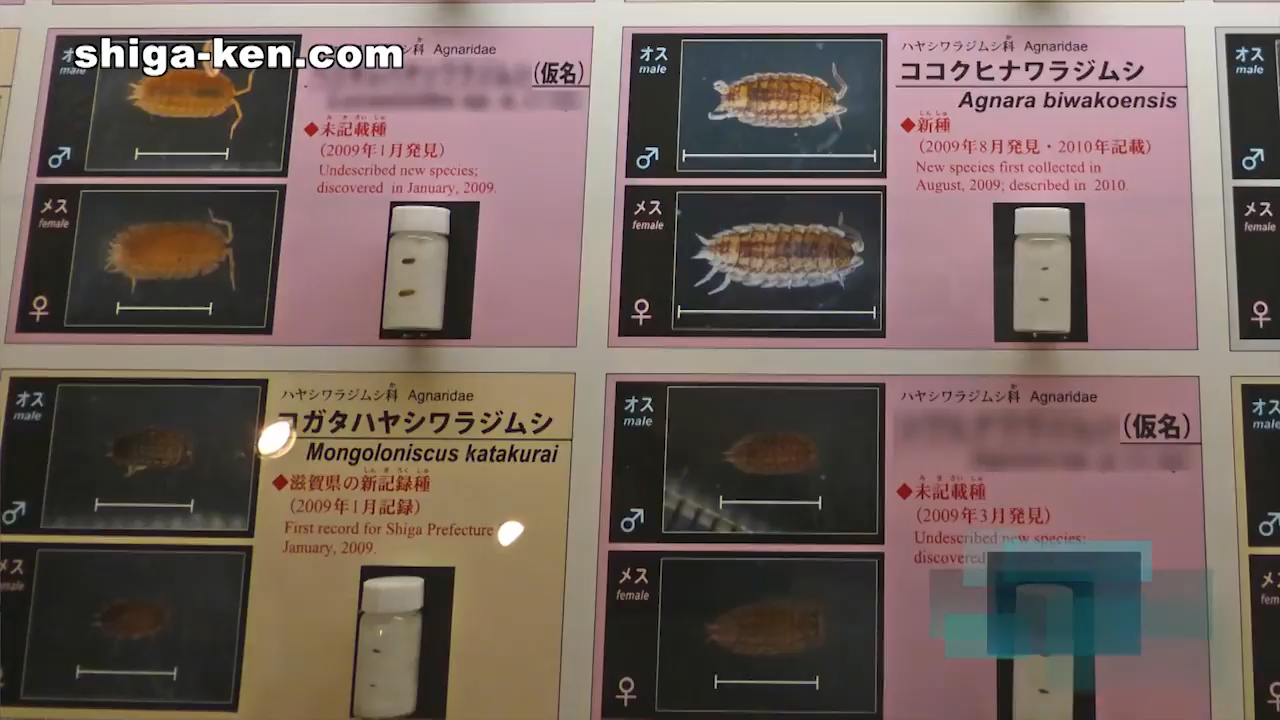 shiga-ken.com
オス
male
♂
メス
female
♀
科 Agnaridae
(仮名)
◆未記載種
(2009年1月発見)
Undescribed new species;
discovered in January, 2009.
オス
male
♂
メス
female
♀
ハヤシワラジムシ科 Agnaridae
ココクヒナワラジムシ
Agnara biwakoensis
◆新種
(2009年8月発見・2010年記載)
New species first collected in
August, 2009; described in 2010.
オス
male
♂
メス
female
♀
オス
male
♂
メス
ハヤシワラジムシ科 Agnaridae
コガタハヤシワラジムシ
Mongoloniscus katakurai
◆滋賀県の新記録種
(2009年1月記録)
First record for Shiga Prefecture
January, 2009.
オス
male
♂
メス
female
♀
ハヤシワラジムシ科 Agnaridae
(仮名)
◆未記載種
(2009年3月発見)
Undescribed new species;
discovered
オス
male
♂